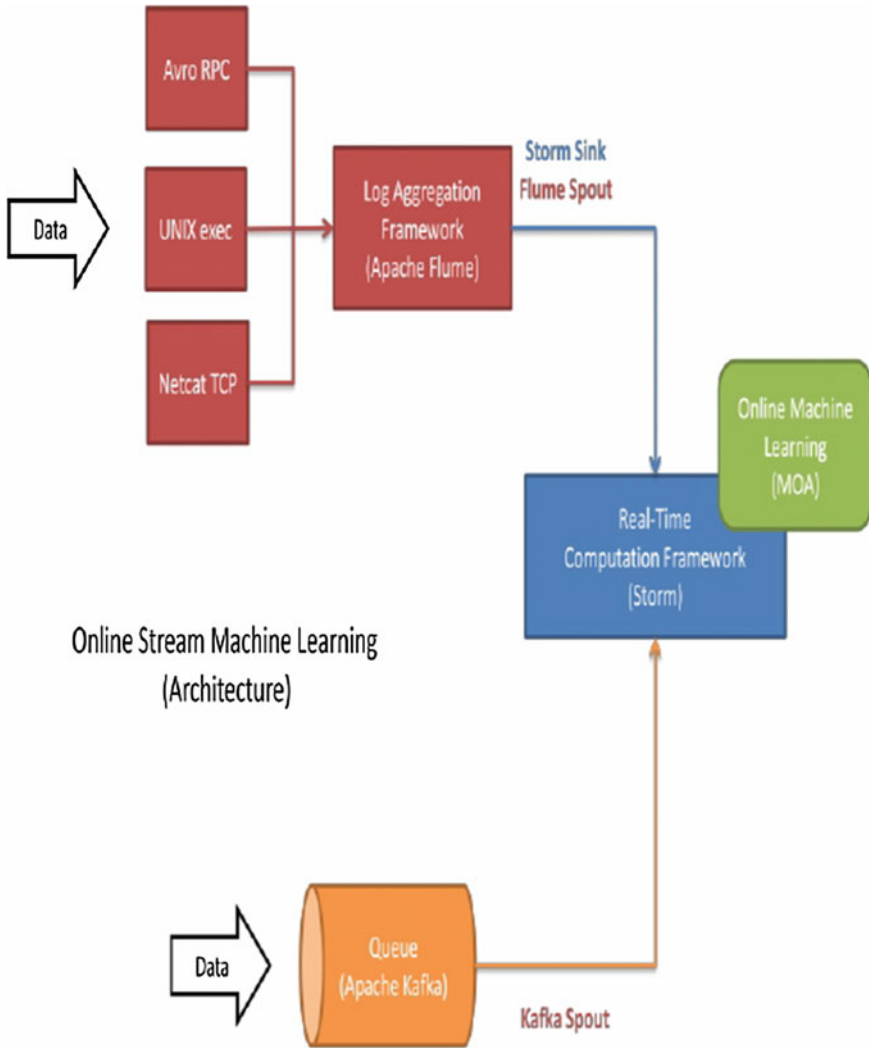 Avro RPC
Data
UNIX exec
Netcat TCP
Log Aggregation
Framework
(Apache Flume)
Storm Sink
Flume Spout
Online Machine
Learning
(MOA)
Real-Time
Computation Framework
(Storm)
Online Stream Machine Learning
(Architecture)
Data
Queue
(Apache Kafka)
Kafka Spout